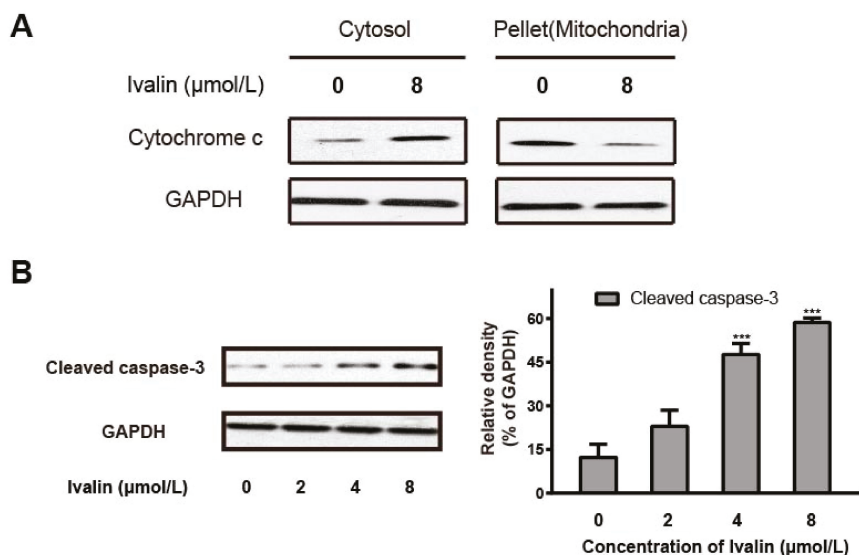 A
Cytosol Pellet(Mitochondria)
Ivalin (μmol/L) 0 8 0 8
Cytochrome c
GAPDH
B
Cleaved caspase-3
GAPDH
Ivalin (μmol/L) 0 2 4 8
Cleaved caspase-3
Relative density
(% of GAPDH)
60
45
30
15
0
*** ***
0 2 4 8
Concentration of Ivalin (μmol/L)